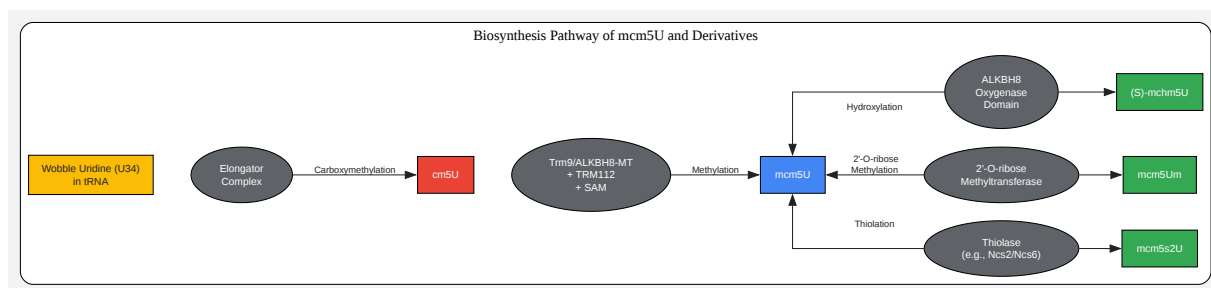 Biosynthesis Pathway of mcm5U and Derivatives
Wobble Uridine (U34)
in tRNA
Elongator
Complex
Carboxymethylation
cm5U
Trm9/ALKBH8-MT
+ TRM112
+ SAM
Methylation
mcm5U
ALKBH8
Oxygenase
Domain
Hydroxylation
(S)-mchm5U
2'-O-ribose
Methylation
2'-O-ribose
Methyltransferase
mcm5Um
Thiolation
Thiolase
(e.g., Ncs2/Ncs6)
mcm5s2U